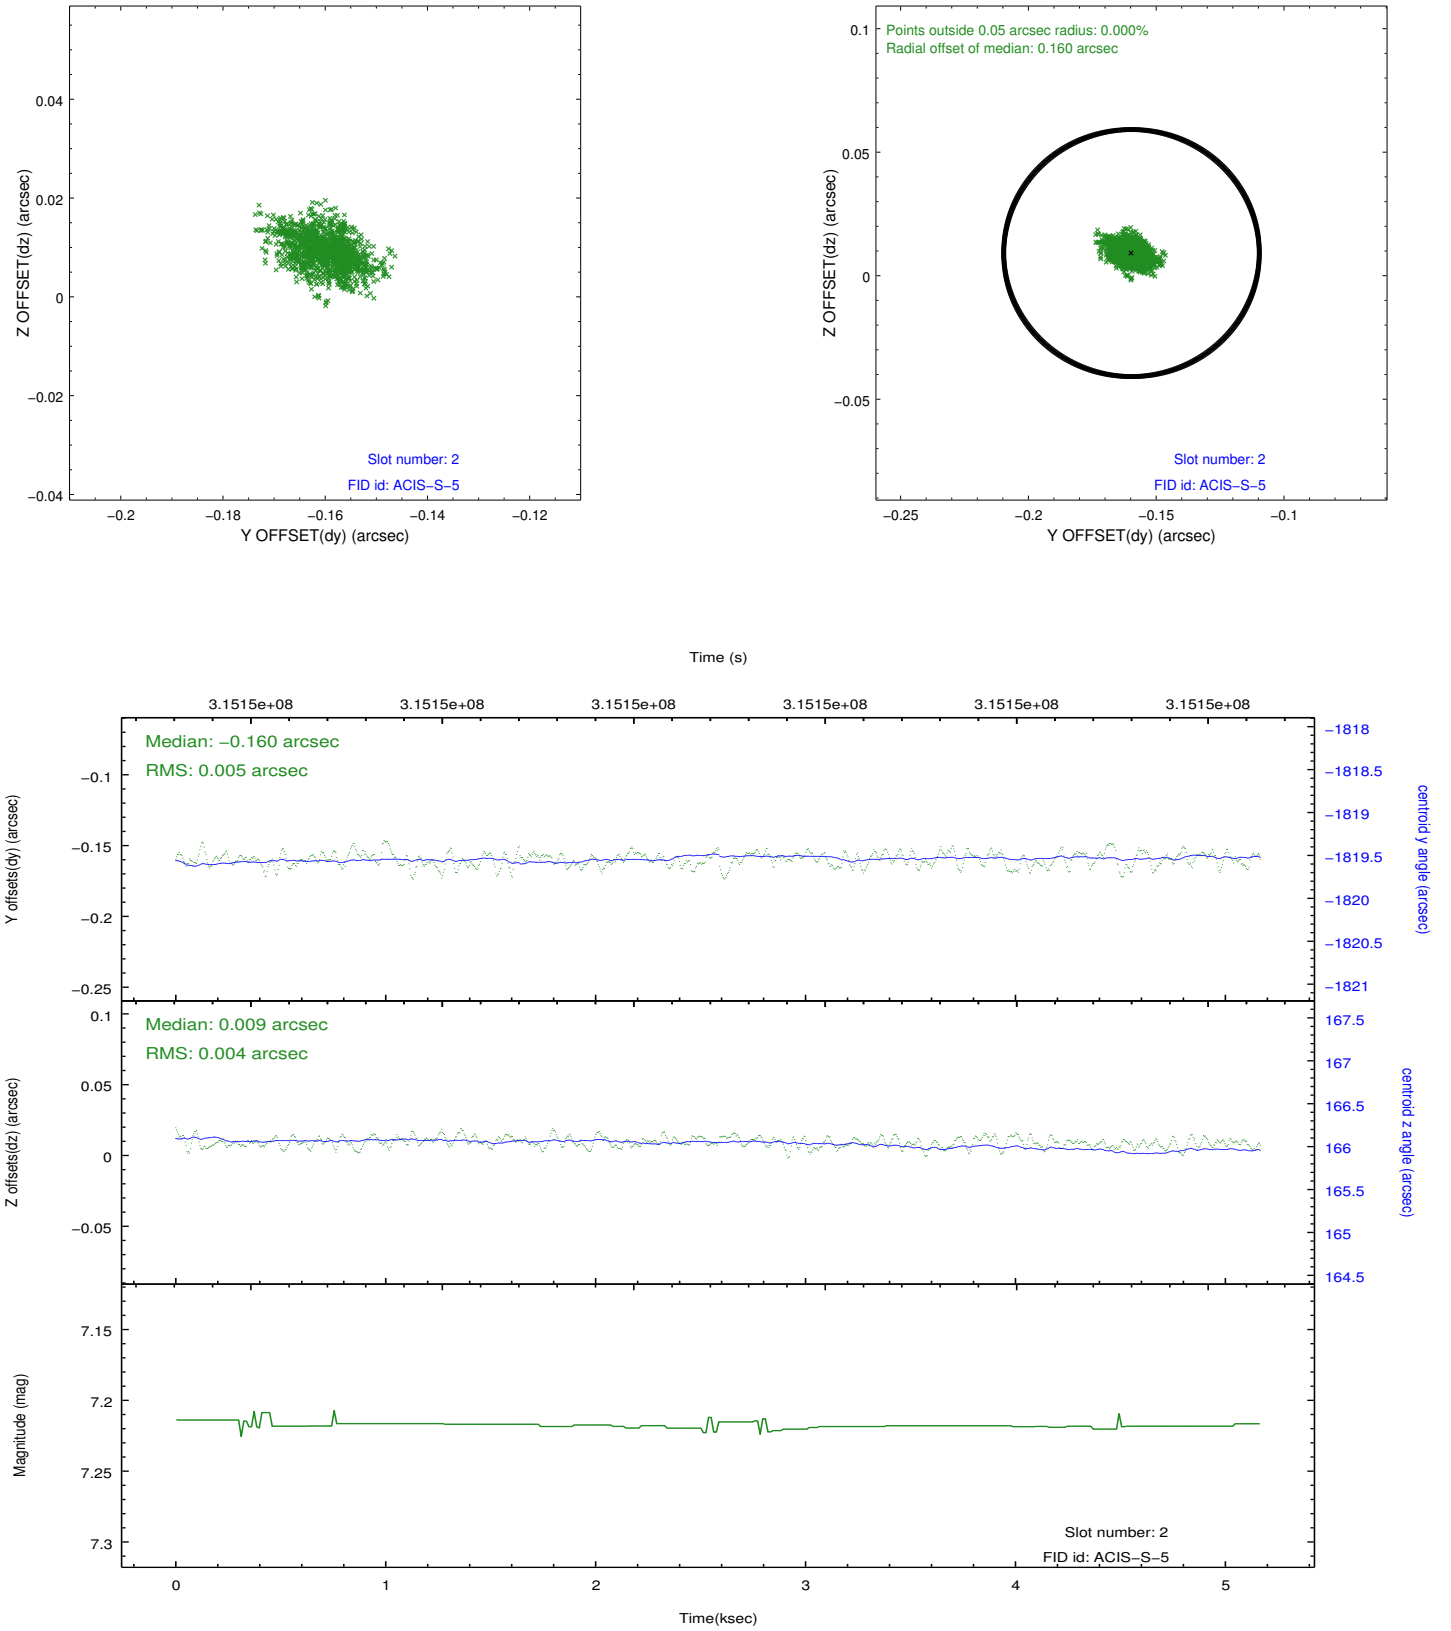 0.04
0.02
0
−0.02
−0.04
Z OFFSET(dz) (arcsec)
Slot number: 2
FID id: ACIS−S−5
−0.2
−0.18
−0.16
−0.14
−0.12
Y OFFSET(dy) (arcsec)
Points outside 0.05 arcsec radius: 0.000%
Radial offset of median: 0.160 arcsec
0.1
0.05
0
−0.05
Z OFFSET(dz) (arcsec)
Slot number: 2
FID id: ACIS−S−5
−0.25
−0.2
−0.15
−0.1
Y OFFSET(dy) (arcsec)
Time (s)
3.1515e+08
3.1515e+08
3.1515e+08
3.1515e+08
3.1515e+08
3.1515e+08
Median: −0.160 arcsec
RMS: 0.005 arcsec
−0.1
−0.15
−0.2
−0.25
Y offsets(dy) (arcsec)
−1818
−1818.5
−1819
−1819.5
−1820
−1820.5
−1821
centroid y angle (arcsec)
Median: 0.009 arcsec
RMS: 0.004 arcsec
0.1
0.05
0
−0.05
Z offsets(dz) (arcsec)
167.5
167
166.5
166
165.5
165
164.5
centroid z angle (arcsec)
7.15
7.2
7.25
7.3
Magnitude (mag)
Slot number: 2
FID id: ACIS−S−5
0
1
2
3
4
5
Time(ksec)